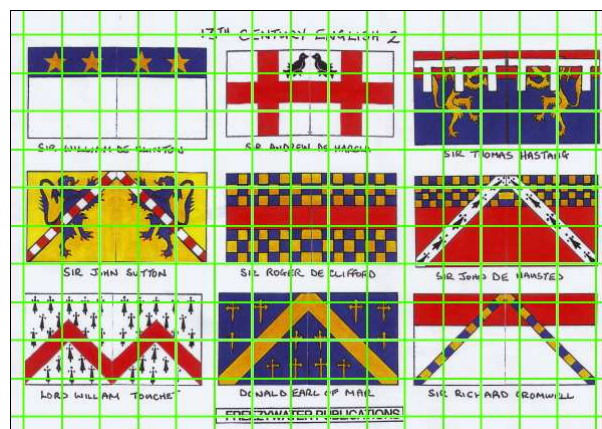 13TH CENTURY ENGLISH 2
SIR WILLIAM DE CLINTON
SIR ANDREW DE
SIR THOMAS HASTANG
SIR JOHN SUTTON
SIR ROGER DE CLIFFORD
SIR JOHN DE HAUSTED
LORD WILLIAM TOUCHET
DONALD EARL OF MAR
SIR RICHARD CROMWELL
FREEZYWATER PUBLICATIONS